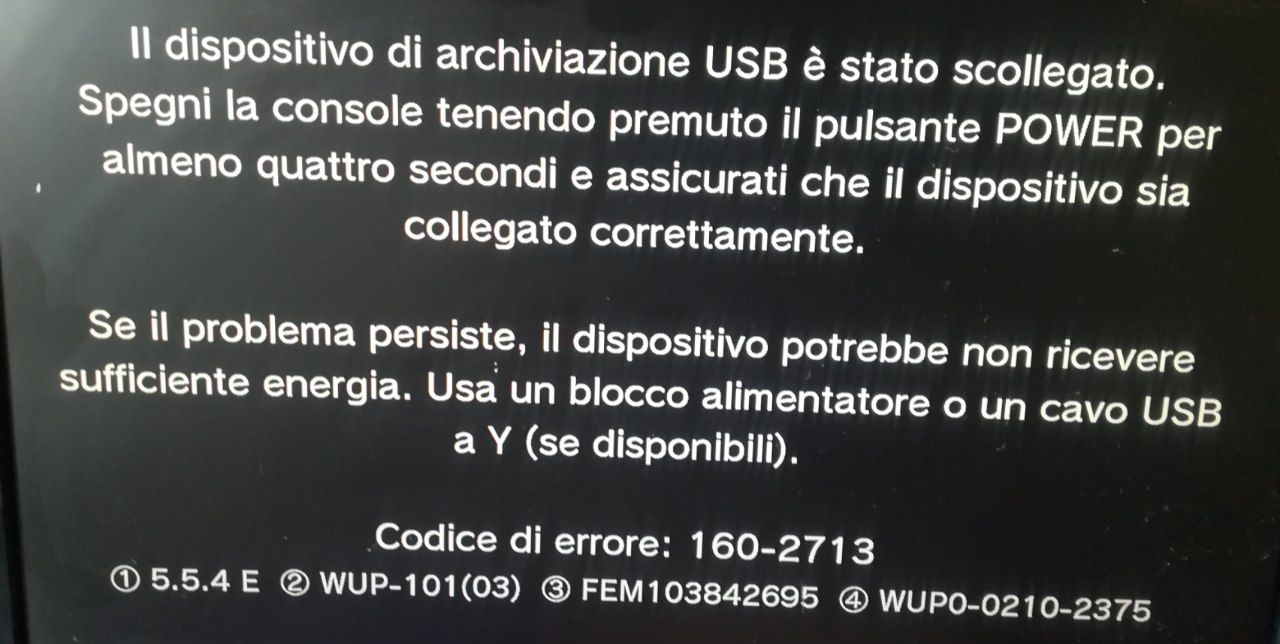 Il dispositivo di archiviazione USB è stato scollegato.
Spegni la console tenendo premuto il pulsante POWER per
almeno quattro secondi e assicurati che il dispositivo sia
collegato correttamente.
Se il problema persiste, il dispositivo potrebbe non ricevere
sufficiente energia. Usa un blocco alimentatore o un cavo USB
a Y (se disponibili).
Codice di errore: 160-2713
① 5.5.4 E ② WUP-101(03) ③ FEM103842695 ④ WUP0-0210-2375